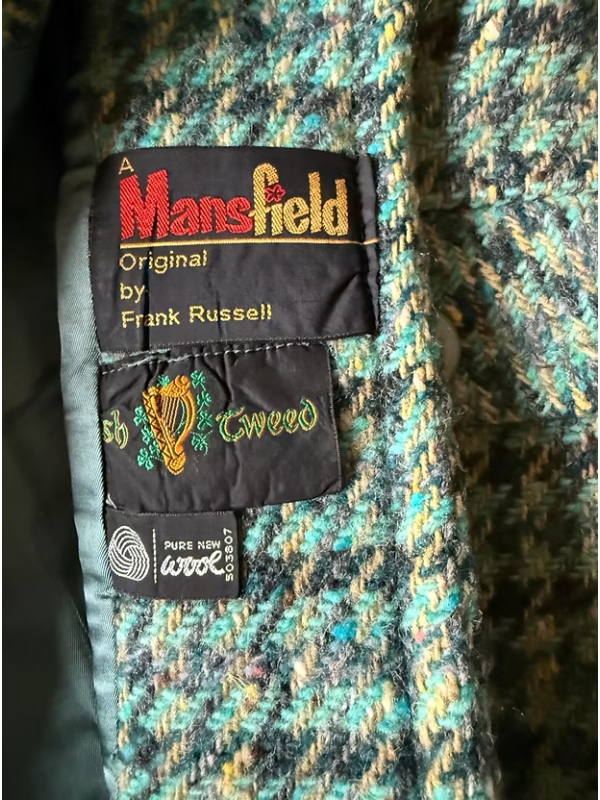 A
Mansfield
Original
by
Frank Russell
sh Tweed
PURE NEW
wool
503807